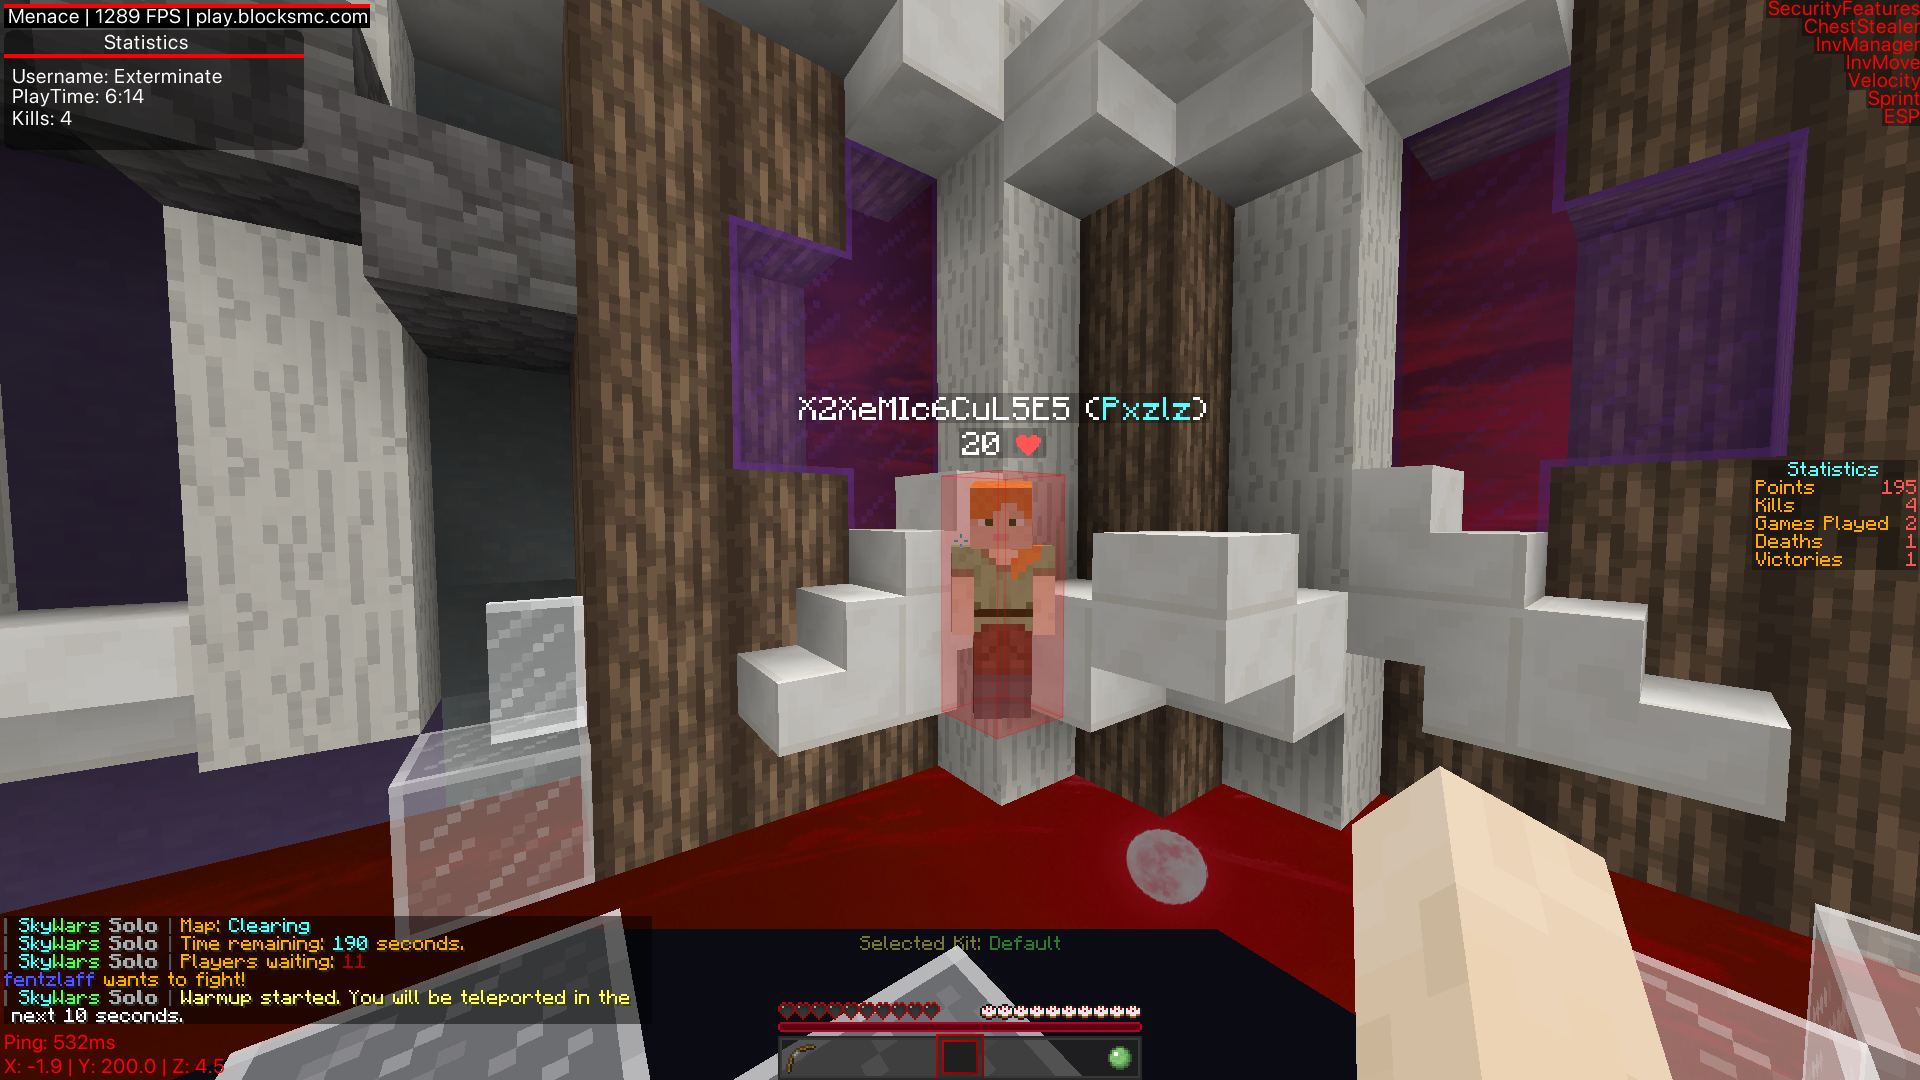 Menace | 1289 FPS | play.blocksmc.com
Statistics
Username: Exterminate
PlayTime: 6:14
Kills: 4
SecurityFeatures
ChestStealer
InvManager
InvMove
Velocity
Sprint
ESP
X2XeMIc6CuL5E5 (Pxzlz)
20 ❤
Statistics
Points 195
Kills 4
Games Played 2
Deaths 1
Victories 1
| SkyWars Solo | Map: Clearing
| SkyWars Solo | Time remaining: 190 seconds.
| SkyWars Solo | Players waiting: 11
fentzlaff wants to fight!
| SkyWars Solo | Warmup started. You will be teleported in the
next 10 seconds.
Selected Kit: Default
Ping: 532ms
X: -1.9 | Y: 200.0 | Z: 4.5